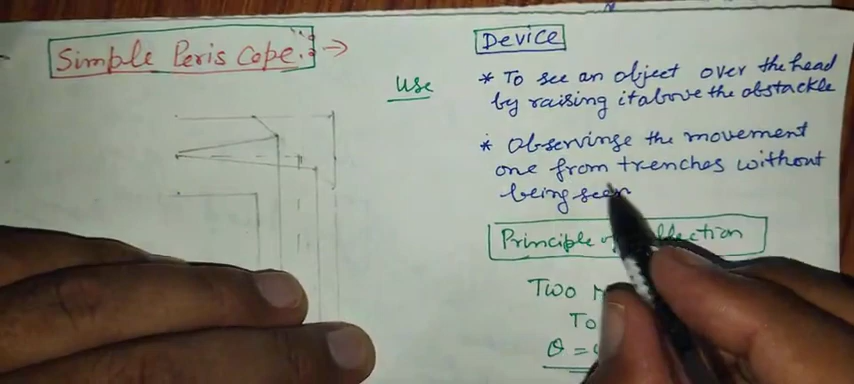 Simple Peris cope. →
Device
Use
* To see an object over the head
by raising it above the obstackle
* Observinge the movement
one from trenches without
being seen
Principle of
Two
To
θ =